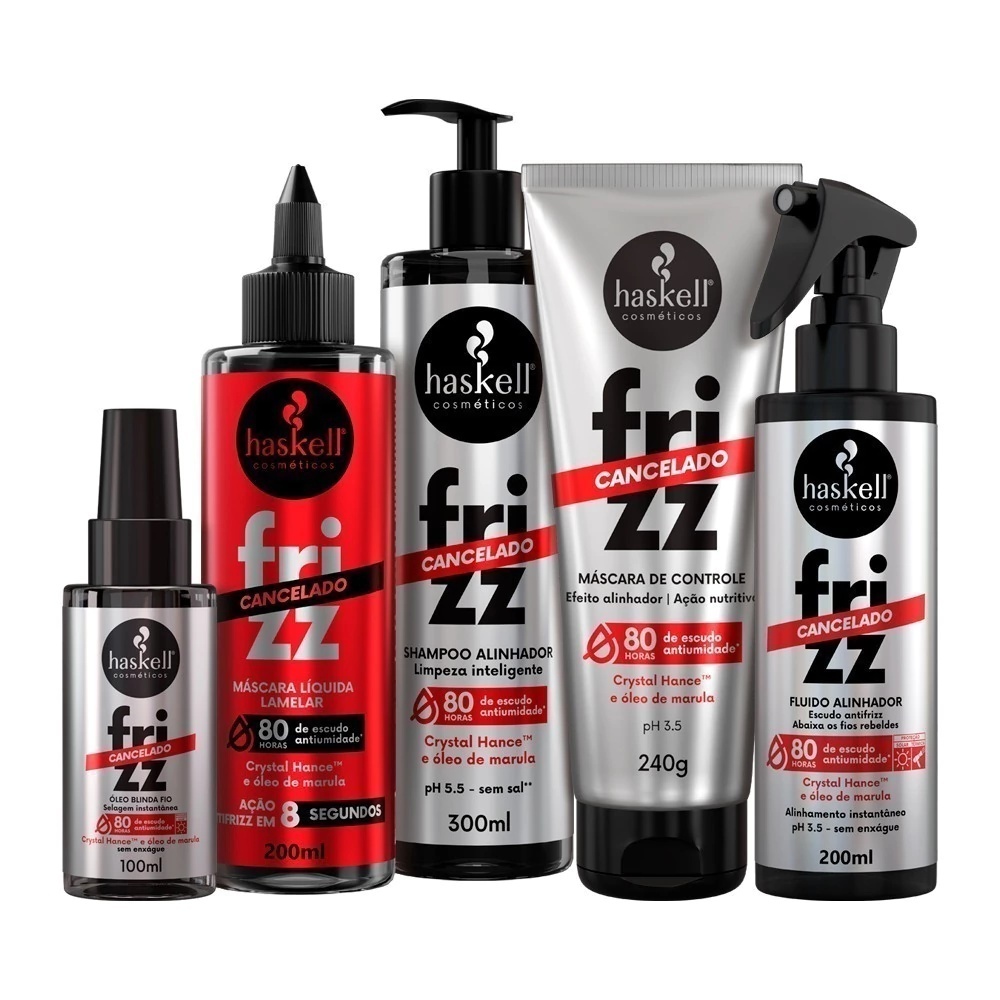 haskell®
cosméticos
fri
CANCELADO
zz
ÓLEO BLINDA FIO
Selagem instantânea
80
HORAS
de escudo
antiumidade*
Crystal Hance™ e óleo de marula
sem enxágue
100ml
haskell®
cosméticos
fri
CANCELADO
zz
MÁSCARA LÍQUIDA
LAMELAR
80
HORAS
de escudo
antiumidade*
Crystal Hance™
e óleo de marula
AÇÃO
TIFRIZZ EM 8 SEGUNDOS
200ml
haskell®
cosméticos
fri
CANCELADO
zz
SHAMPOO ALINHADOR
Limpeza inteligente
80
HORAS
de escudo
antiumidade*
Crystal Hance™
e óleo de marula
pH 5.5 - sem sal**
300ml
haskell®
cosméticos
fri
CANCELADO
zz
MÁSCARA DE CONTROLE
Efeito alinhador | Ação nutritiva
80
HORAS
de escudo
antiumidade*
Crystal Hance™
e óleo de marula
pH 3.5
240g
haskell®
cosméticos
fri
CANCELADO
zz
FLUIDO ALINHADOR
Escudo antifrizz
Abaixa os fios rebeldes
80
HORAS
de escudo
antiumidade*
PROTEÇÃO
SOLAR TÉRMICA
Crystal Hance™
e óleo de marula
Alinhamento instantâneo
pH 3.5 - sem enxágue
200ml